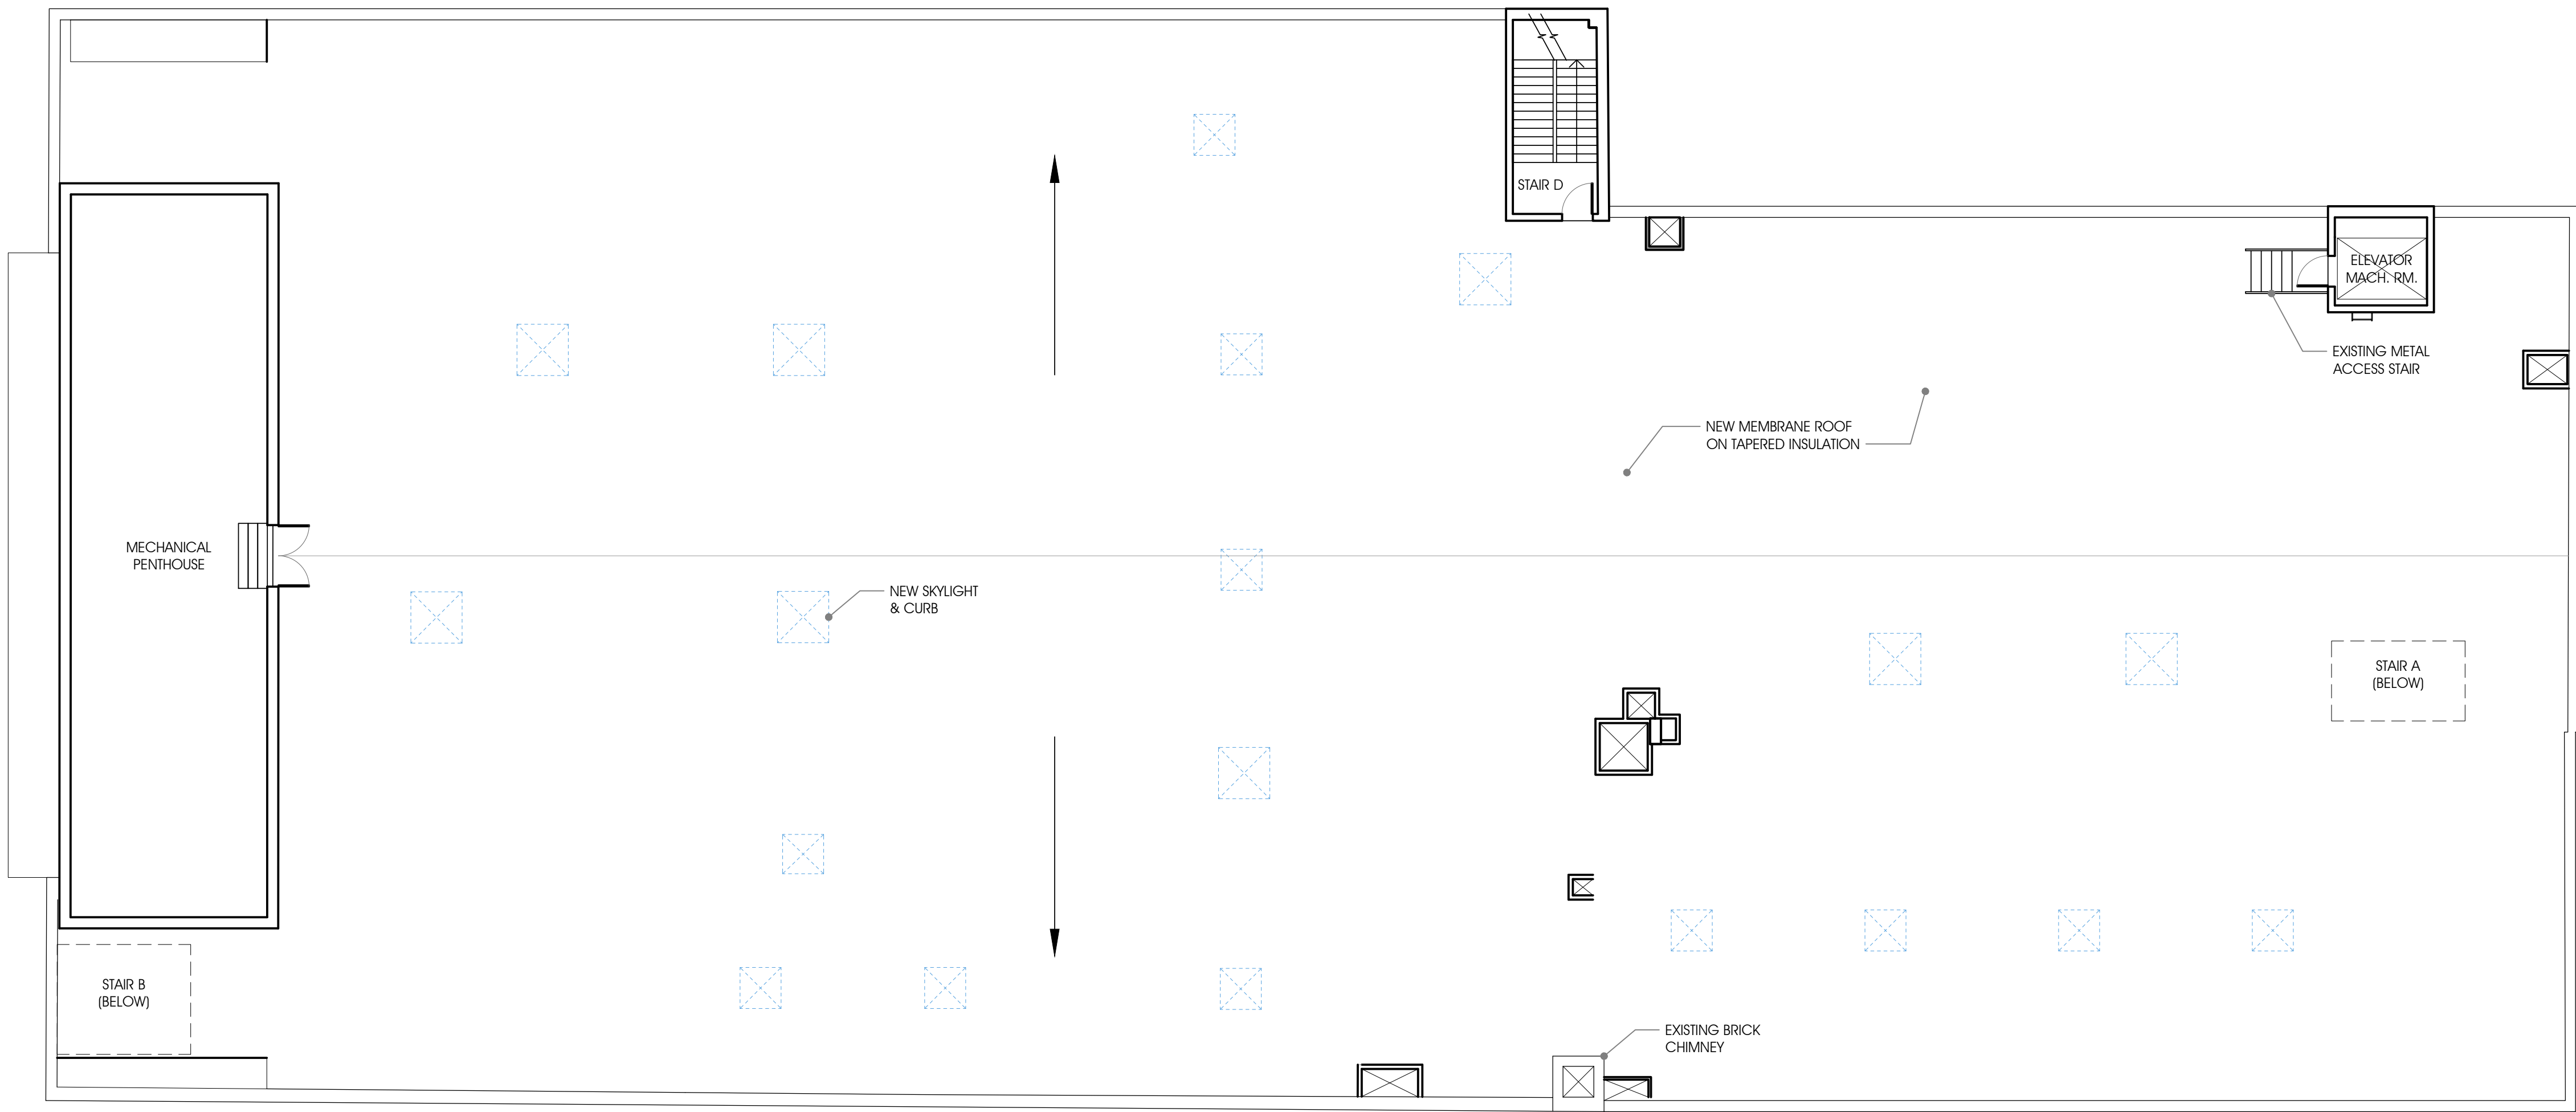 STAIR D
ELEVATOR
MACH. RM.
EXISTING METAL
ACCESS STAIR
NEW MEMBRANE ROOF
ON TAPERED INSULATION
MECHANICAL
PENTHOUSE
NEW SKYLIGHT
& CURB
STAIR A
(BELOW)
STAIR B
(BELOW)
EXISTING BRICK
CHIMNEY